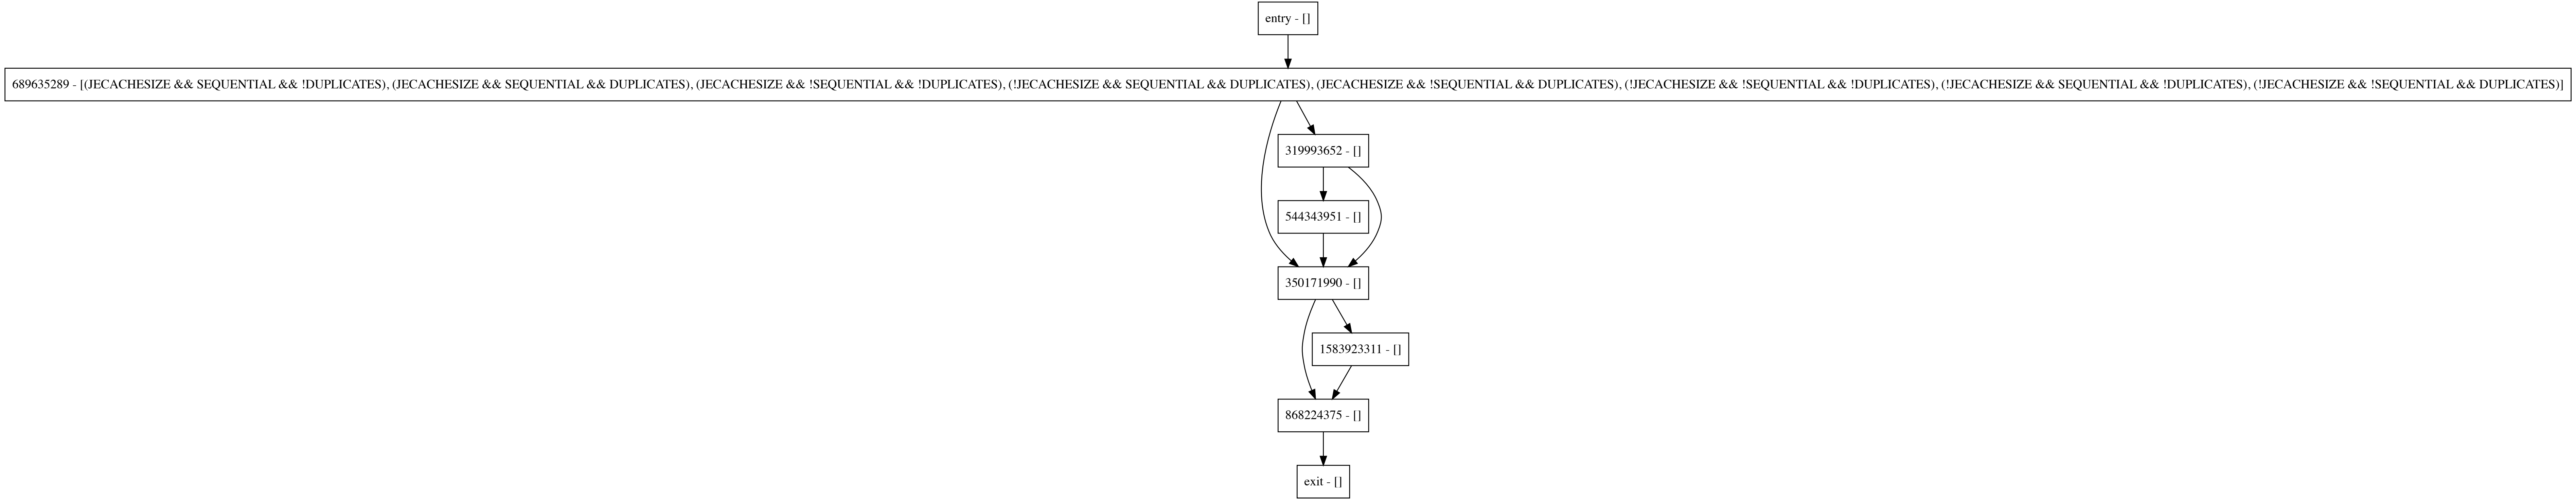 entry - []
689635289 - [(JECACHESIZE && SEQUENTIAL && !DUPLICATES), (JECACHESIZE && SEQUENTIAL && DUPLICATES), (JECACHESIZE && !SEQUENTIAL && !DUPLICATES), (!JECACHESIZE && SEQUENTIAL && DUPLICATES), (JECACHESIZE && !SEQUENTIAL && DUPLICATES), (!JECACHESIZE && !SEQUENTIAL && !DUPLICATES), (!JECACHESIZE && SEQUENTIAL && !DUPLICATES), (!JECACHESIZE && !SEQUENTIAL && DUPLICATES)]
319993652 - []
544343951 - []
350171990 - []
1583923311 - []
868224375 - []
exit - []